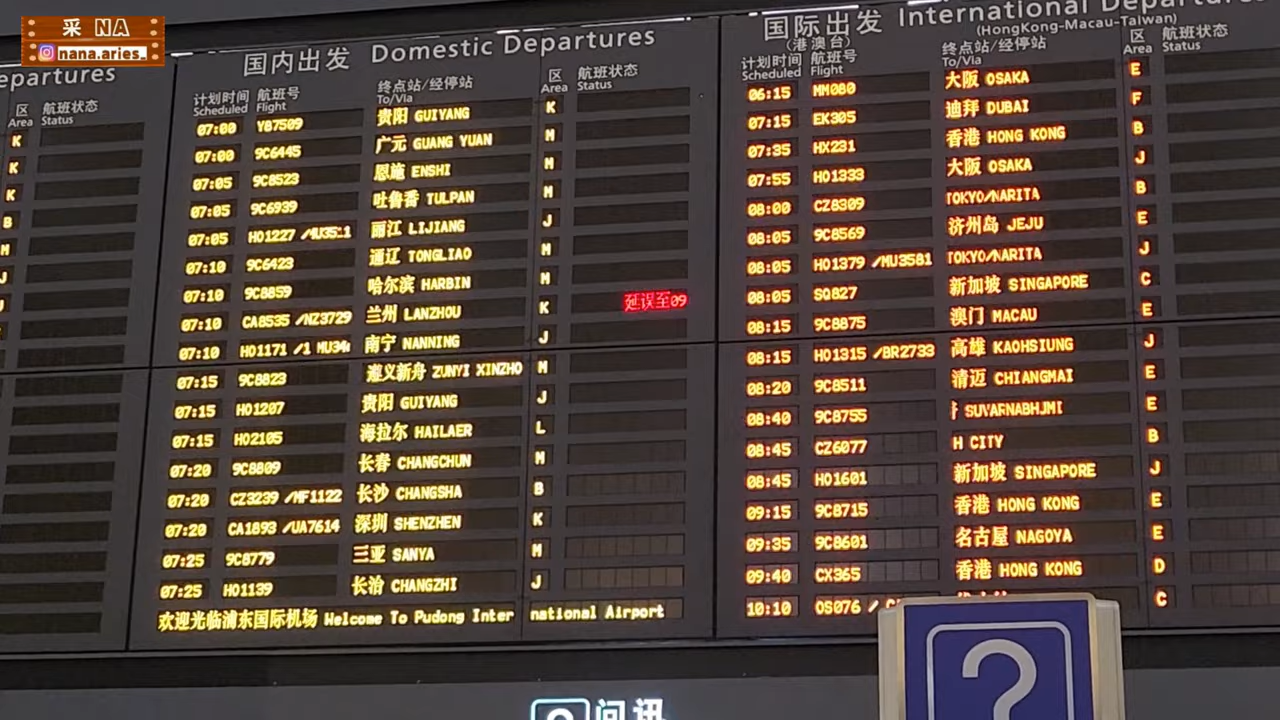 采 NA
nana.aries_
epartures
区 航班状态
Area Status
K
K
K
B
M
J
国内出发 Domestic Departures
计划时间 航班号 终点站/经停站 区 航班状态
Scheduled Flight To/Via Area Status
07:00 Y87509 贵阳 GUIYANG K
07:00 9C6445 广元 GUANG YUAN M
07:05 9C8523 恩施 ENSHI M
07:05 9C6939 吐鲁番 TULPAN M
07:05 HO1227 /MU3511 丽江 LIJIANG J
07:10 9C6423 通辽 TONGLIAO M
07:10 9C8859 哈尔滨 HARBIN M
07:10 CA8535 /NZ3729 兰州 LANZHOU K 延误至09
07:10 HO1171 /1 MU34 南宁 NANNING J
07:15 9C8823 遵义新舟 ZUNYI XINZHO M
07:15 HO1207 贵阳 GUIYANG J
07:15 HO2105 海拉尔 HAILAER L
07:20 9C8809 长春 CHANGCHUN M
07:20 CZ3239 /MF1122 长沙 CHANGSHA B
07:20 CA1893 /UA7614 深圳 SHENZHEN K
07:25 9C8779 三亚 SANYA M
07:25 HO1139 长治 CHANGZHI J
欢迎光临浦东国际机场 Welcome To Pudong Inter national Airport
国际出发 International Departures
(港澳台) (HongKong-Macau-Taiwan)
计划时间 航班号 终点站/经停站 区 航班状态
Scheduled Flight To/Via Area Status
06:15 MM080 大阪 OSAKA E
07:15 EK305 迪拜 DUBAI F
07:35 HX231 香港 HONG KONG B
07:55 HO1333 大阪 OSAKA J
08:00 CZ8309 TOKYO/NARITA B
08:05 9C8569 济州岛 JEJU E
08:05 HO1379 /MU3581 TOKYO/NARITA J
08:05 SQ827 新加坡 SINGAPORE C
08:15 9C8875 澳门 MACAU E
08:15 HO1315 /BR2733 高雄 KAOHSIUNG J
08:20 9C8511 清迈 CHIANGMAI E
08:40 9C8755 SUVARNABHJMI E
08:45 CZ6077 H CITY B
08:45 HO1601 新加坡 SINGAPORE J
09:15 9C8715 香港 HONG KONG E
09:35 9C8601 名古屋 NAGOYA E
09:40 CX365 香港 HONG KONG D
10:10 OS076 / C
?
? 问讯